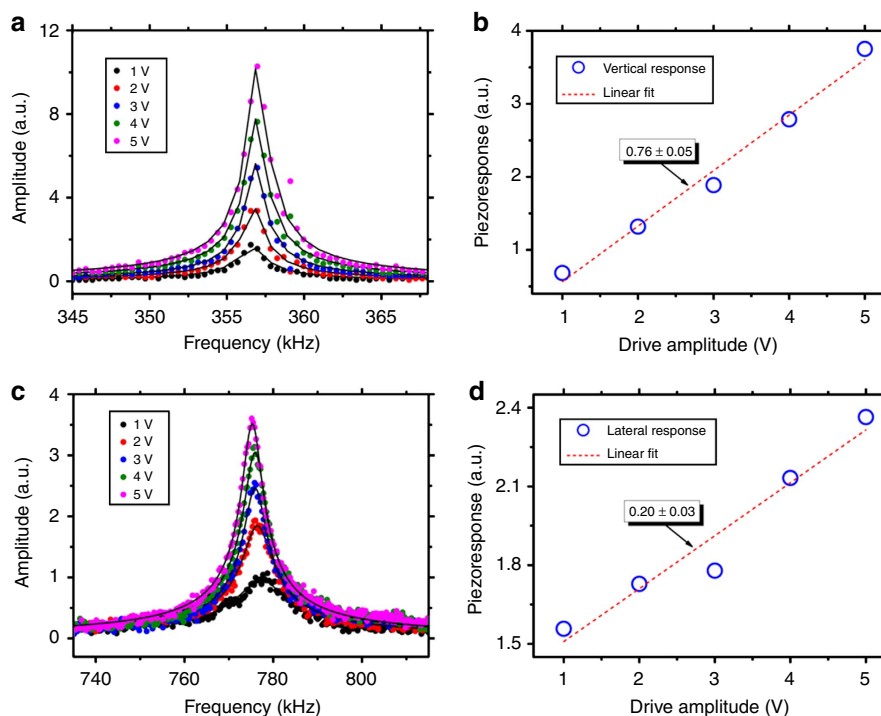 a
12
8
4
0
Amplitude (a.u.)
1 V
2 V
3 V
4 V
5 V
345 350 355 360 365
Frequency (kHz)
b
4
3
2
1
Piezoresponse (a.u.)
Vertical response
Linear fit
0.76 ± 0.05
1 2 3 4 5
Drive amplitude (V)
c
4
3
2
1
0
Amplitude (a.u.)
1 V
2 V
3 V
4 V
5 V
740 760 780 800
Frequency (kHz)
d
2.4
2.1
1.8
1.5
Piezoresponse (a.u.)
Lateral response
Linear fit
0.20 ± 0.03
1 2 3 4 5
Drive amplitude (V)